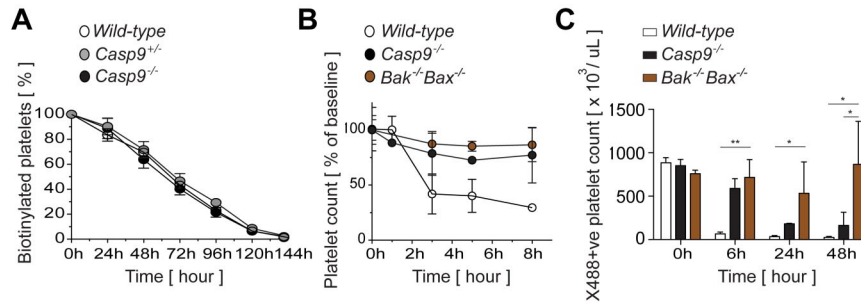 A
Wild-type
Casp9+/-
Casp9-/-
Biotinylated platelets [ % ]
100
80
60
40
20
0
0h 24h 48h 72h 96h 120h 144h
Time [ hour ]
B
Wild-type
Casp9-/-
Bak-/-Bax-/-
Platelet count [ % of baseline ]
100
50
0
0h 2h 4h 6h 8h
Time [ hour ]
C
Wild-type
Casp9-/-
Bak-/-Bax-/-
X488+ve platelet count [ x 10³/ uL ]
1500
1000
500
0
**
*
*
*
0h 6h 24h 48h
Time [ hour ]